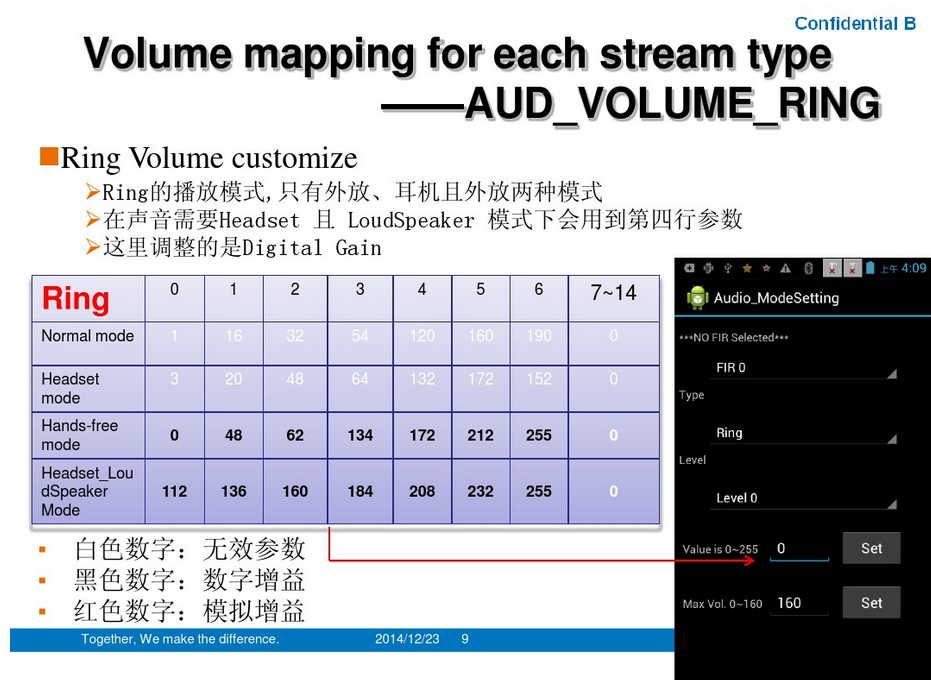 Confidential B
Volume mapping for each stream type
——AUD_VOLUME_RING
Ring Volume customize
Ring的播放模式,只有外放、耳机且外放两种模式
在声音需要Headset 且 LoudSpeaker 模式下会用到第四行参数
这里调整的是Digital Gain
Ring 0 1 2 3 4 5 6 7~14
Normal mode 1 16 32 54 120 160 190 0
Headset mode 3 20 48 64 132 172 152 0
Hands-free mode 0 48 62 134 172 212 255 0
Headset_LoudSpeaker Mode 112 136 160 184 208 232 255 0
白色数字：无效参数
黑色数字：数字增益
红色数字：模拟增益
Together, We make the difference. 2014/12/23 9
上午 4:09
Audio_ModeSetting
***NO FIR Selected***
FIR 0
Type
Ring
Level
Level 0
Value is 0~255 0 Set
Max Vol. 0~160 160 Set